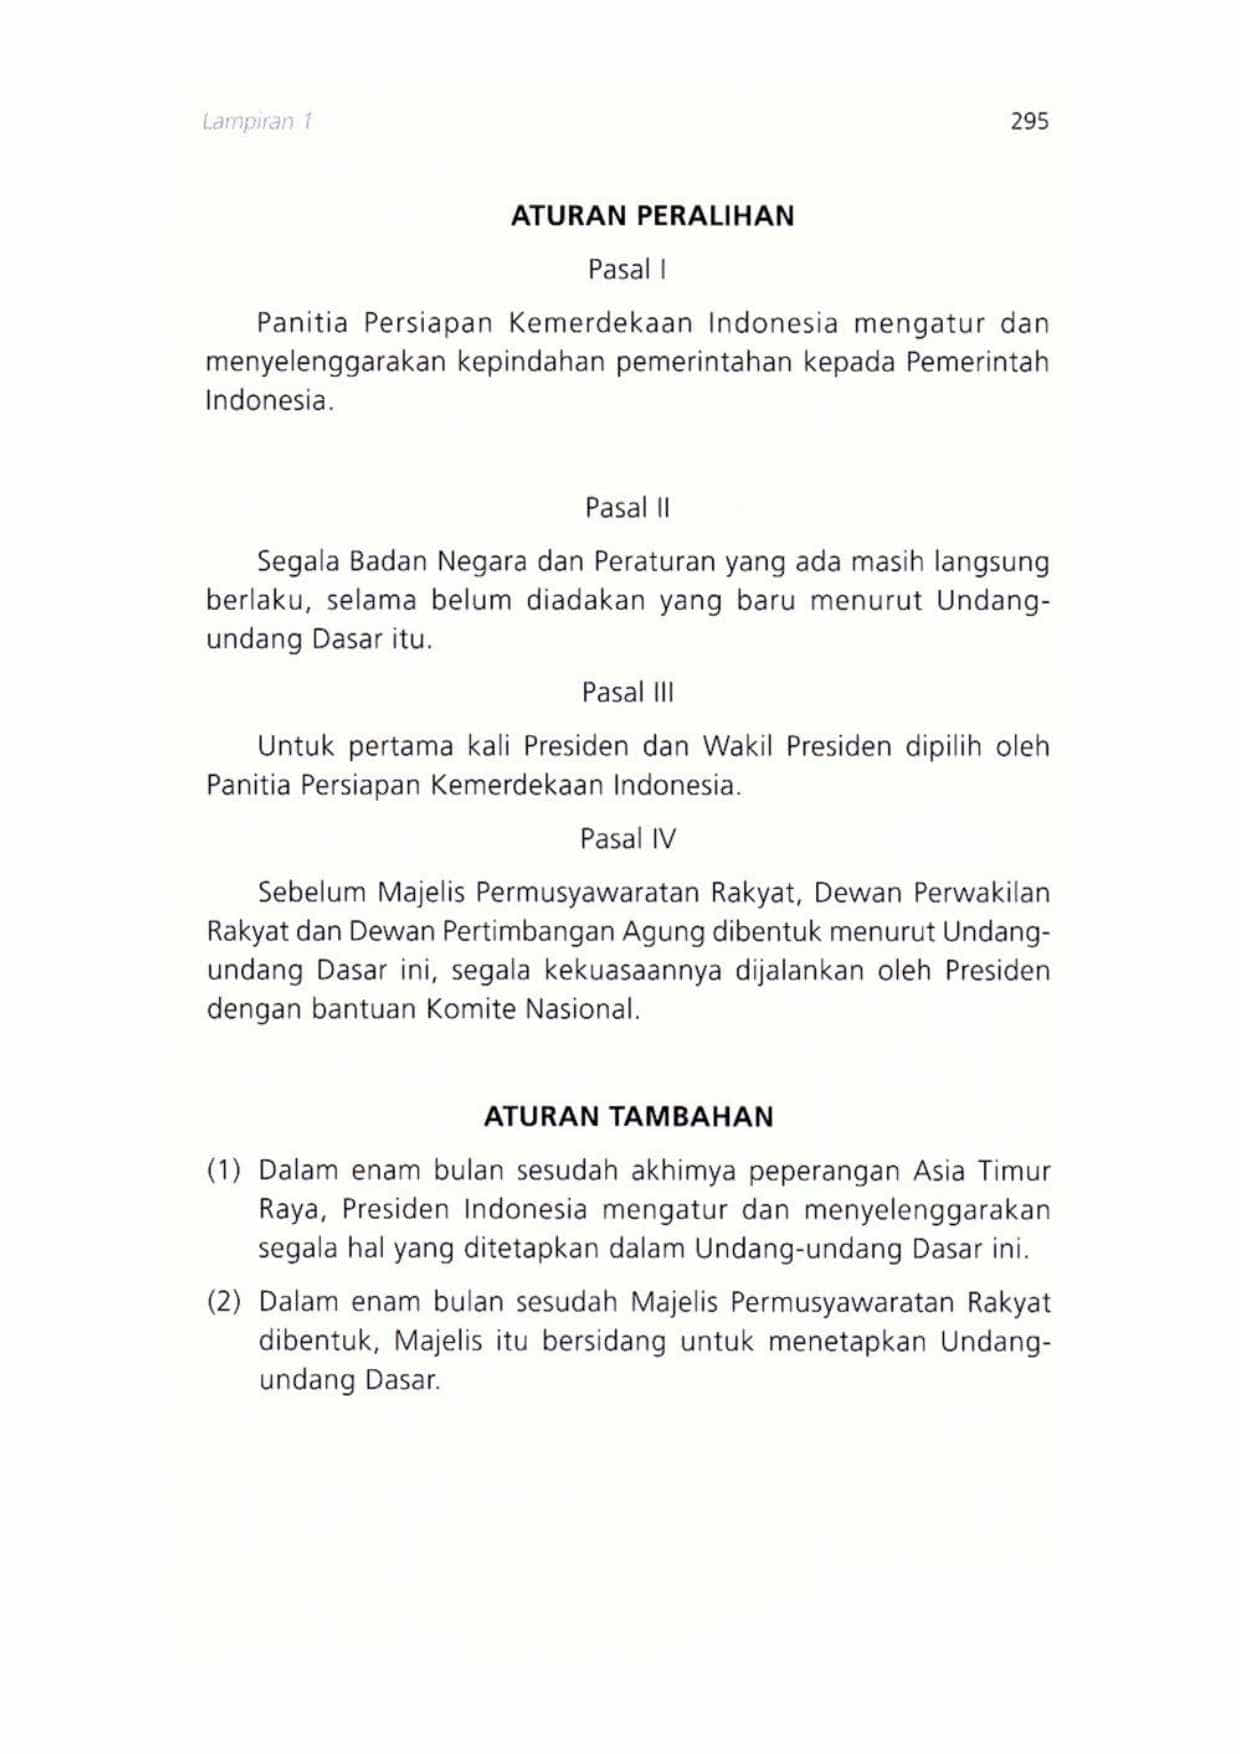 Lampiran 1 295
ATURAN PERALIHAN
Pasal I
Panitia Persiapan Kemerdekaan Indonesia mengatur dan
menyelenggarakan kepindahan pemerintahan kepada Pemerintah
Indonesia.
Pasal II
Segala Badan Negara dan Peraturan yang ada masih langsung
berlaku, selama belum diadakan yang baru menurut Undang-
undang Dasar itu.
Pasal III
Untuk pertama kali Presiden dan Wakil Presiden dipilih oleh
Panitia Persiapan Kemerdekaan Indonesia.
Pasal IV
Sebelum Majelis Permusyawaratan Rakyat, Dewan Perwakilan
Rakyat dan Dewan Pertimbangan Agung dibentuk menurut Undang-
undang Dasar ini, segala kekuasaannya dijalankan oleh Presiden
dengan bantuan Komite Nasional.
ATURAN TAMBAHAN
(1) Dalam enam bulan sesudah akhimya peperangan Asia Timur
Raya, Presiden Indonesia mengatur dan menyelenggarakan
segala hal yang ditetapkan dalam Undang-undang Dasar ini.
(2) Dalam enam bulan sesudah Majelis Permusyawaratan Rakyat
dibentuk, Majelis itu bersidang untuk menetapkan Undang-
undang Dasar.